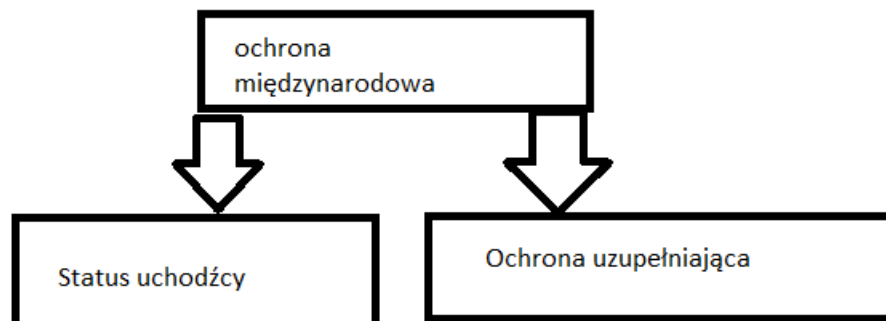 ochrona
międzynarodowa
Status uchodźcy
Ochrona uzupełniająca